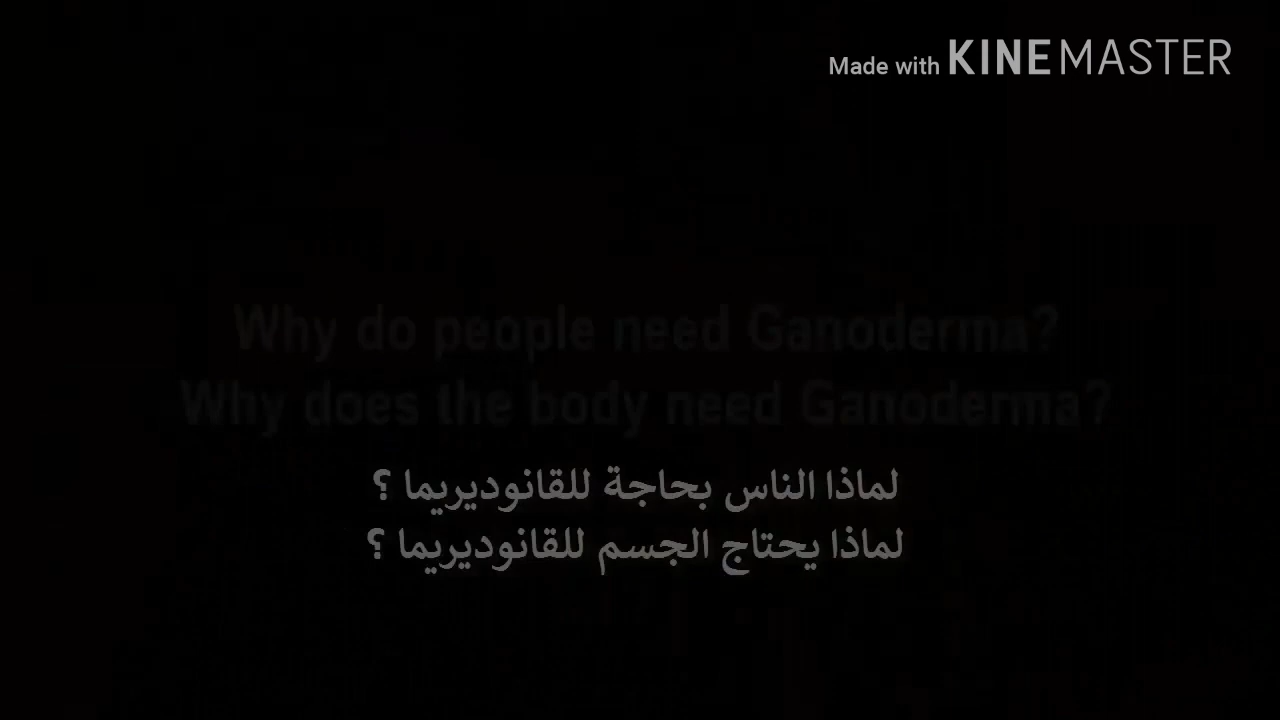 Made with KINEMASTER
Why do people need Ganoderma?
Why does the body need Ganoderma?
لماذا الناس بحاجة للقانوديريما ؟
لماذا يحتاج الجسم للقانوديريما ؟